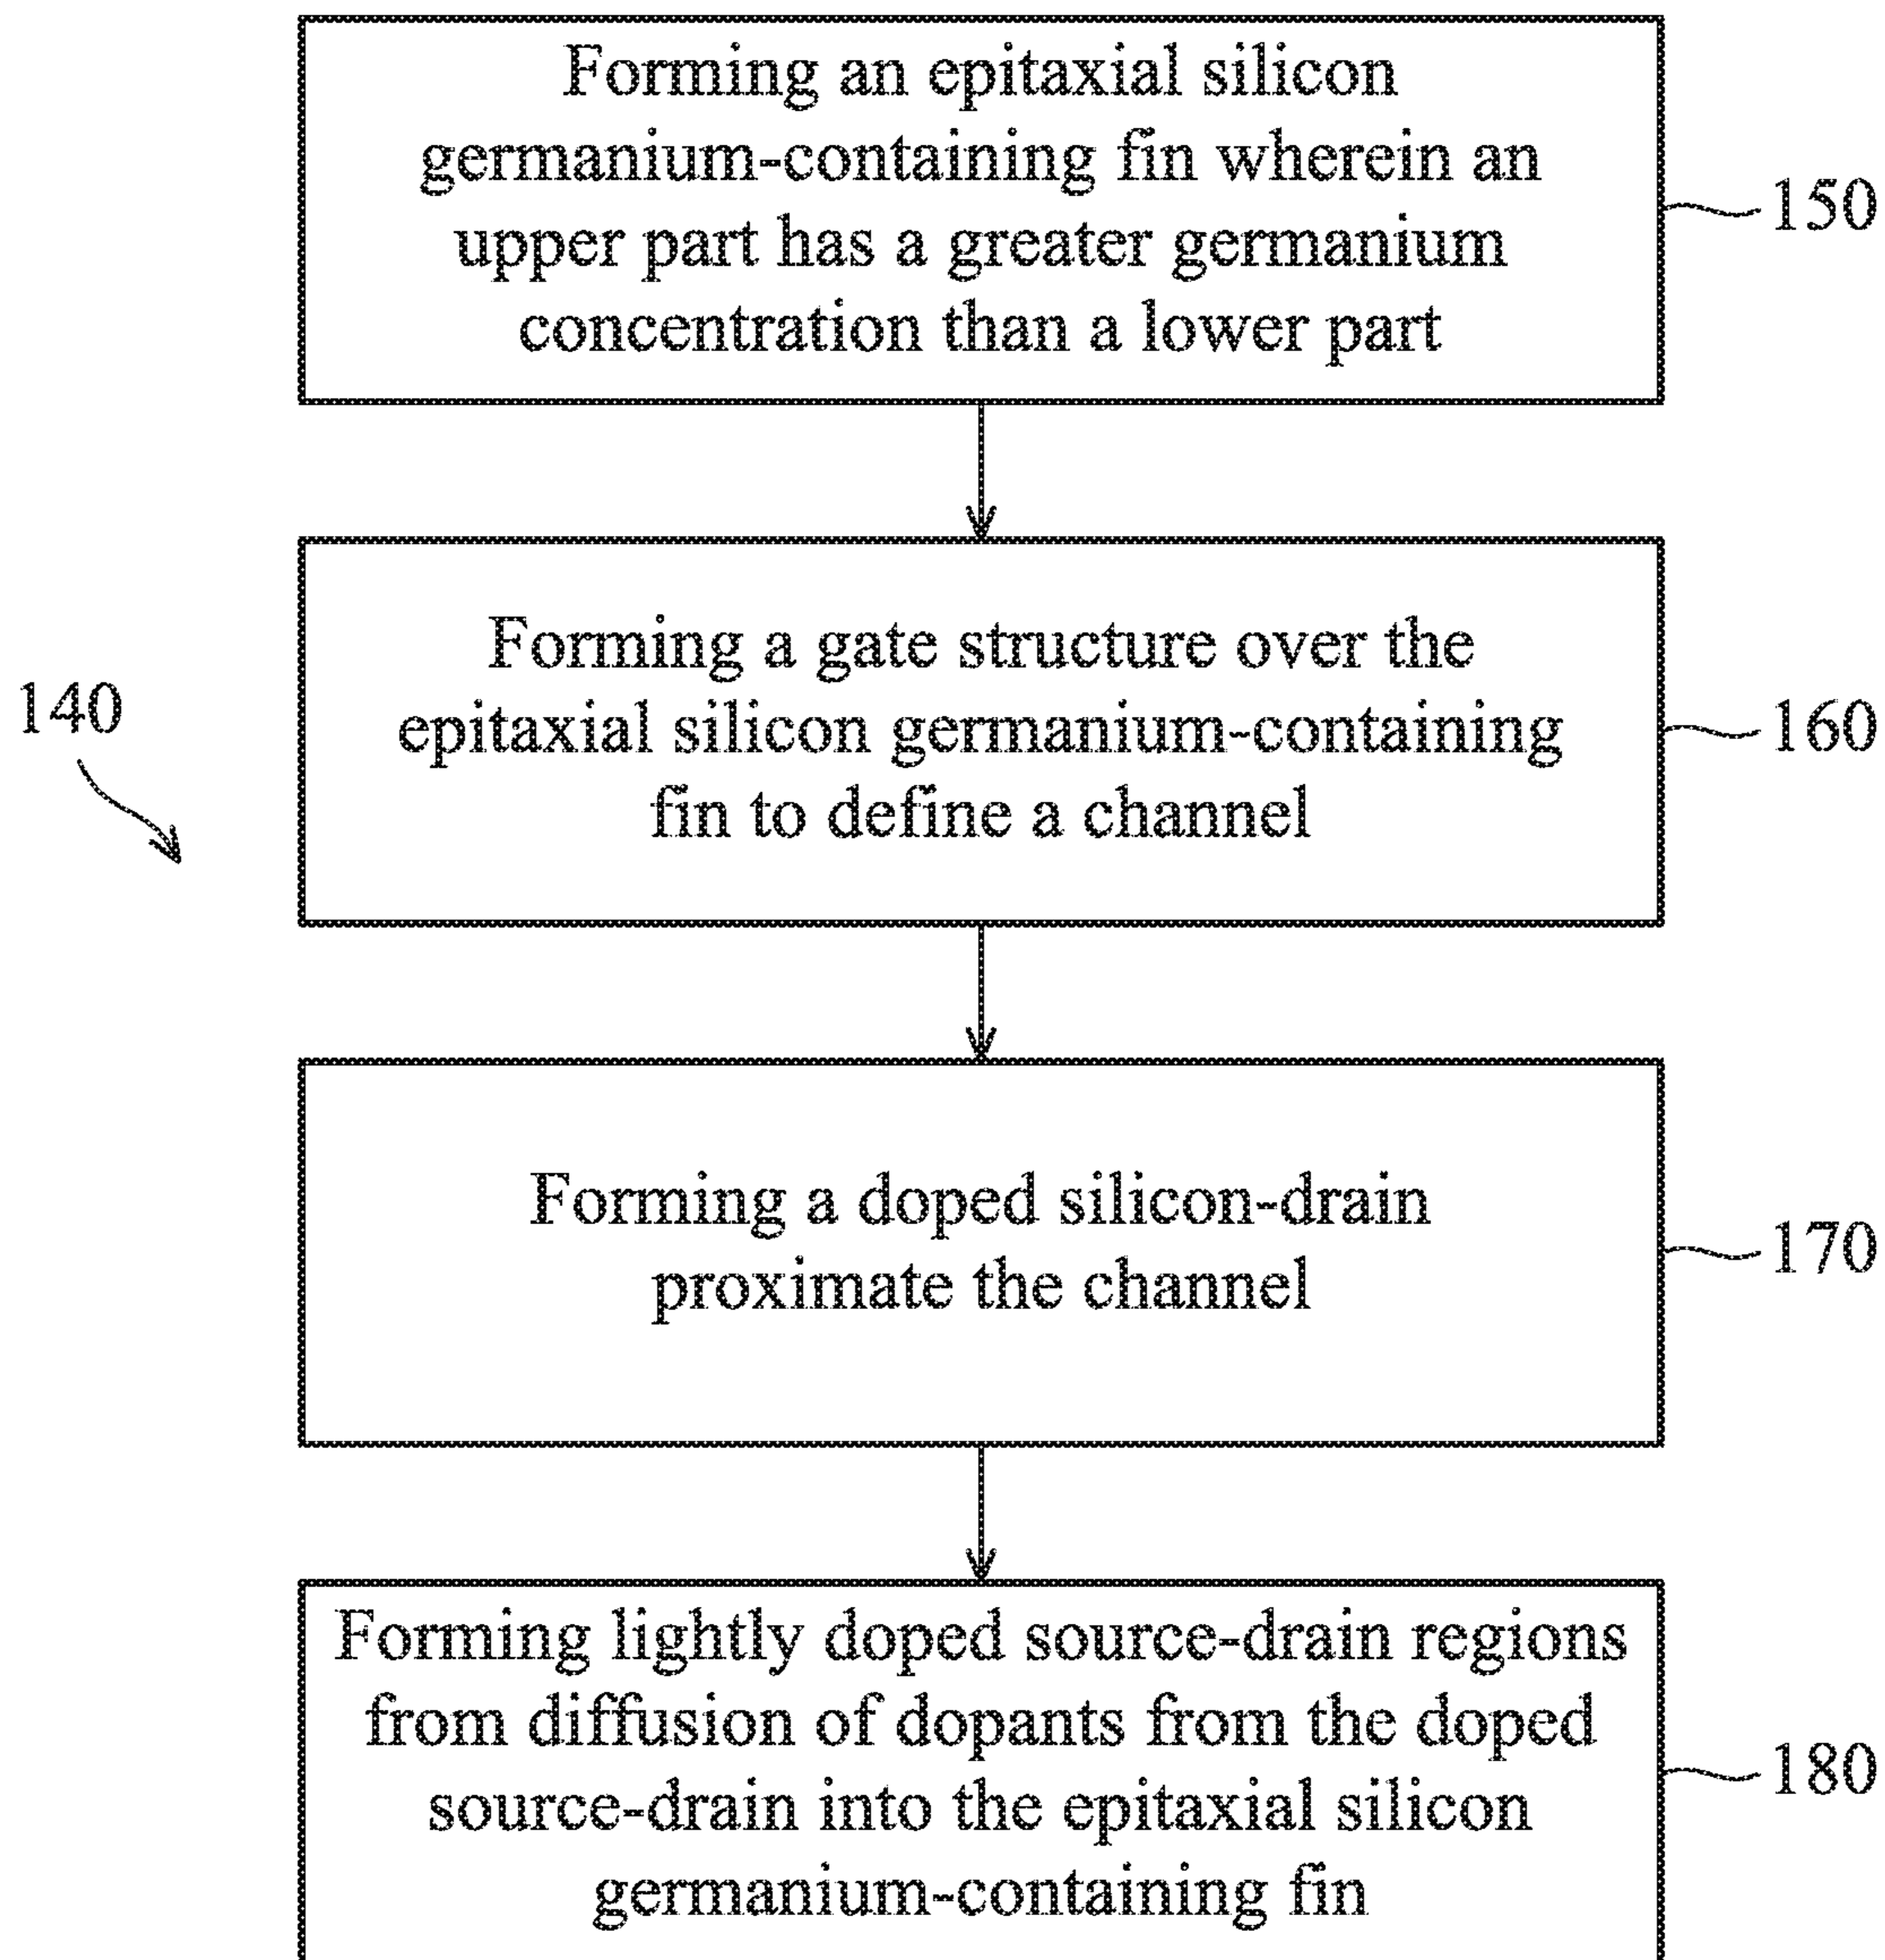 Forming an epitaxial silicon
germanium-containing fin wherein an
upper part has a greater germanium
concentration than a lower part
150
Forming a gate structure over the
epitaxial silicon germanium-containing
fin to define a channel
160
140
Forming a doped silicon-drain
proximate the channel
170
Forming lightly doped source-drain regions
from diffusion of dopants from the doped
source-drain into the epitaxial silicon
germanium-containing fin
180